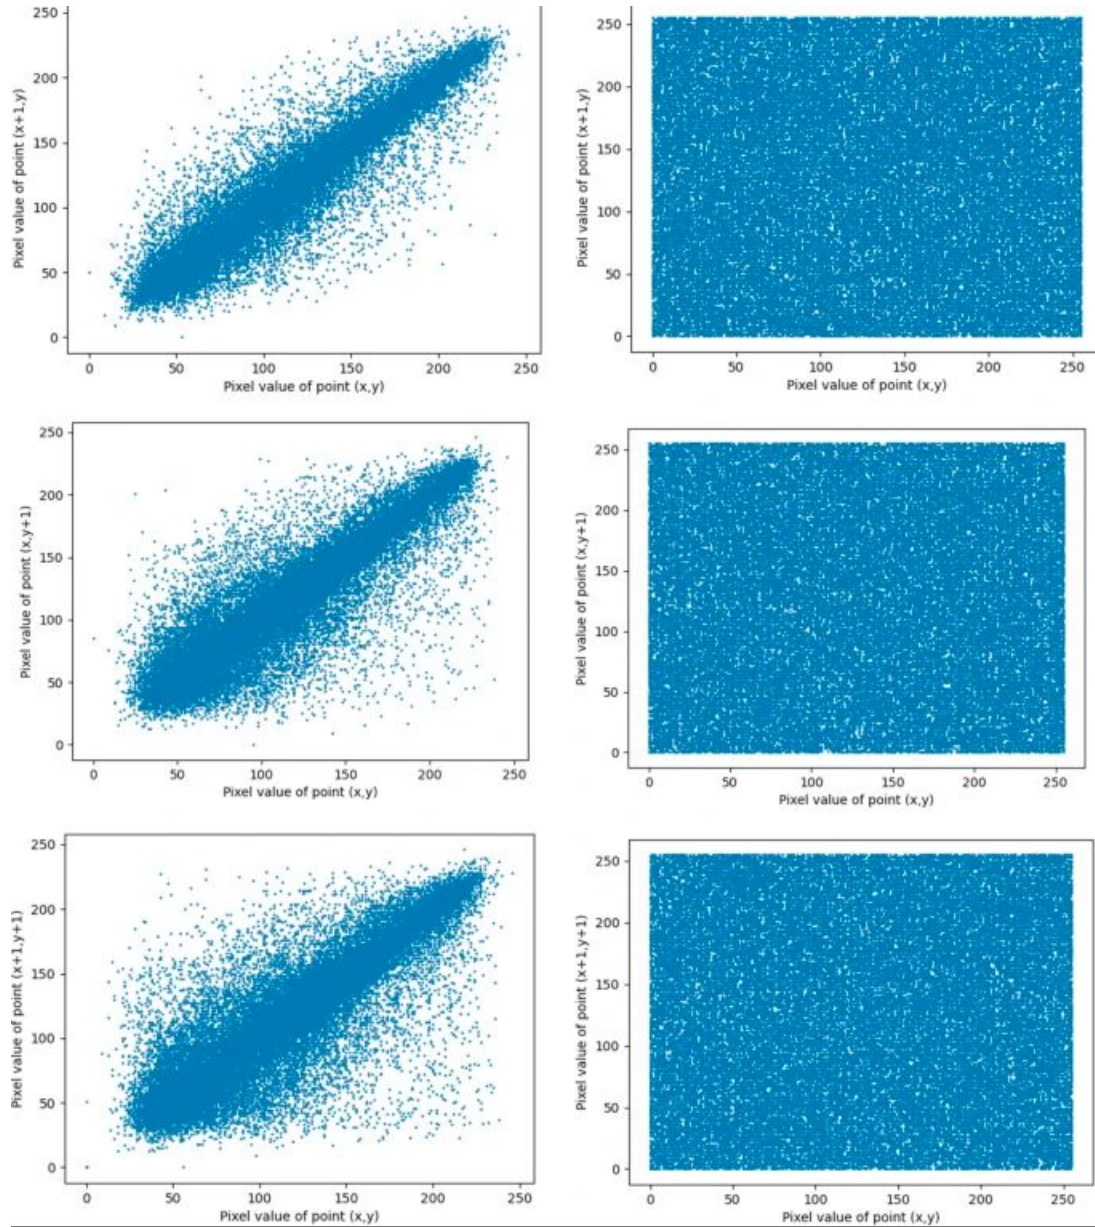 250
200
150
100
50
0
Pixel value of point (x+1,y)
0 50 100 150 200 250
Pixel value of point (x,y)
250
200
150
100
50
0
Pixel value of point (x+1,y)
0 50 100 150 200 250
Pixel value of point (x,y)
250
200
150
100
50
0
Pixel value of point (x,y+1)
0 50 100 150 200 250
Pixel value of point (x,y)
250
200
150
100
50
0
Pixel value of point (x,y+1)
0 50 100 150 200 250
Pixel value of point (x,y)
250
200
150
100
50
0
Pixel value of point (x+1,y+1)
0 50 100 150 200 250
Pixel value of point (x,y)
250
200
150
100
50
0
Pixel value of point (x+1,y+1)
0 50 100 150 200 250
Pixel value of point (x,y)